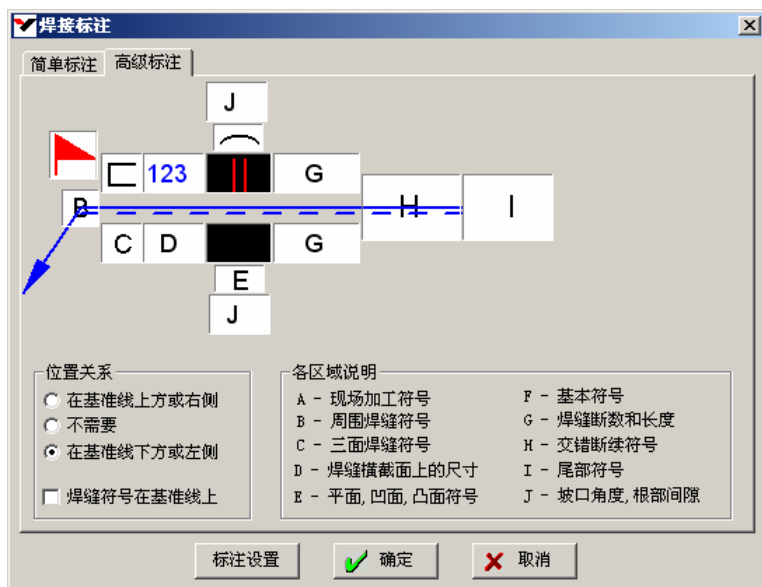 焊接标注
简单标注 高级标注
J
123 G
B H I
C D G
E
J
位置关系
在基准线上方或右侧
不需要
在基准线下方或左侧
焊缝符号在基准线上
各区域说明
A - 现场加工符号
B - 周围焊缝符号
C - 三面焊缝符号
D - 焊缝横截面上的尺寸
E - 平面,凹面,凸面符号
F - 基本符号
G - 焊缝断数和长度
H - 交错断续符号
I - 尾部符号
J - 坡口角度,根部间隙
标注设置 确定 取消